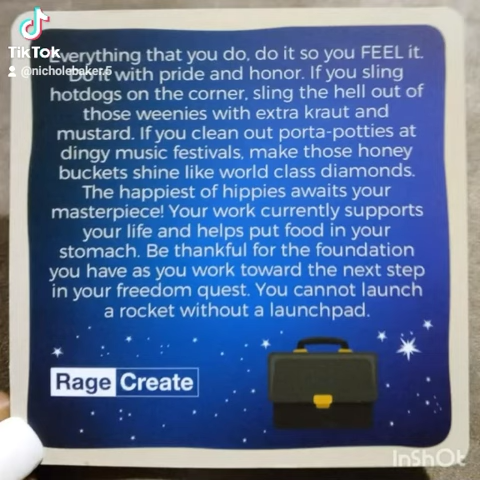 TikTok
@nicholebaker.5
Everything that you do, do it so you FEEL it.
Do it with pride and honor. If you sling
hotdogs on the corner, sling the hell out of
those weenies with extra kraut and
mustard. If you clean out porta-potties at
dingy music festivals, make those honey
buckets shine like world class diamonds.
The happiest of hippies awaits your
masterpiece! Your work currently supports
your life and helps put food in your
stomach. Be thankful for the foundation
you have as you work toward the next step
in your freedom quest. You cannot launch
a rocket without a launchpad.
Rage Create
InShOt